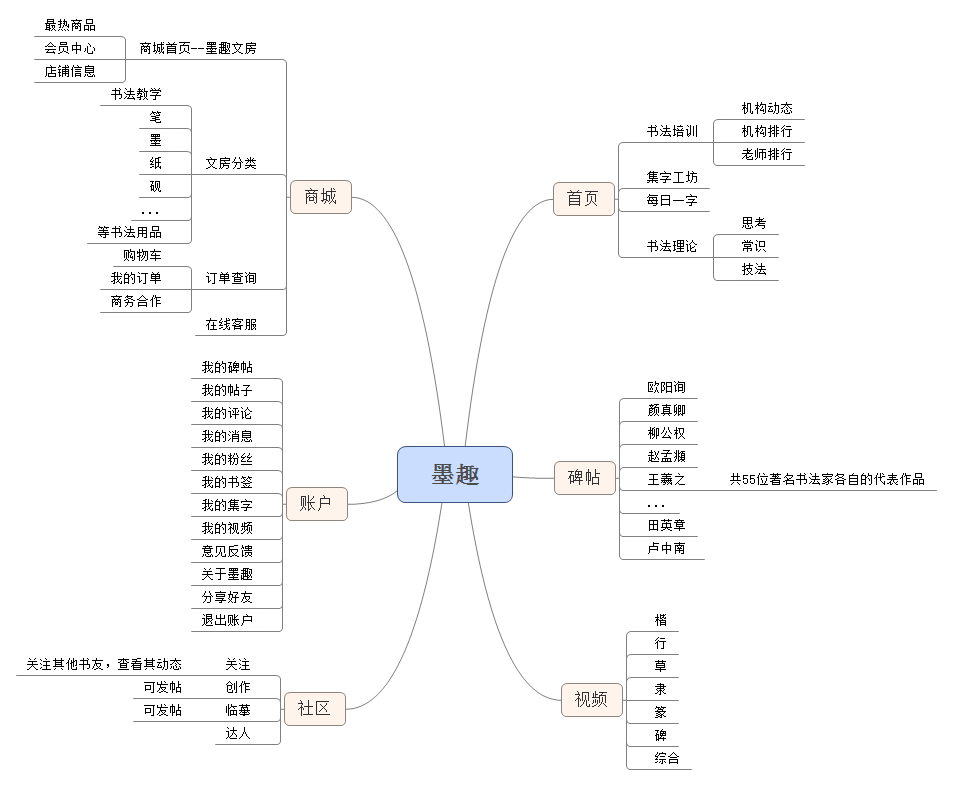 墨趣
首页
书法培训
机构动态
机构排行
老师排行
集字工坊
每日一字
书法理论
思考
常识
技法
碑帖
欧阳询
颜真卿
柳公权
赵孟頫
王羲之
共55位著名书法家各自的代表作品
...
田英章
卢中南
视频
楷
行
草
隶
篆
碑
综合
商城
商城首页--墨趣文房
最热商品
会员中心
店铺信息
文房分类
书法教学
笔
墨
纸
砚
...
等书法用品
订单查询
购物车
我的订单
商务合作
在线客服
账户
我的碑帖
我的帖子
我的评论
我的消息
我的粉丝
我的书签
我的集字
我的视频
意见反馈
关于墨趣
分享好友
退出账户
社区
关注
关注其他书友，查看其动态
创作
可发帖
临摹
可发帖
达人